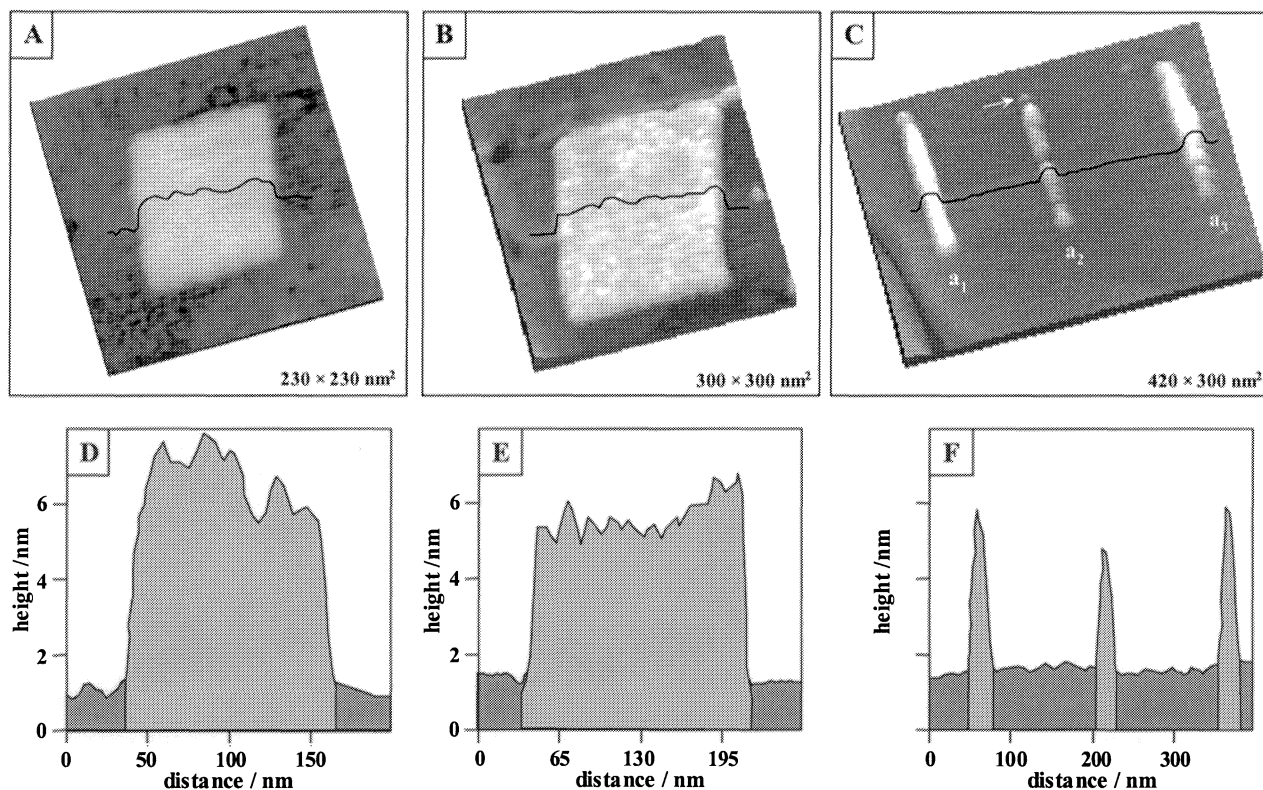 A
B
C
a₁
a₂
a₃
230 × 230 nm²
300 × 300 nm²
420 × 300 nm²
D
E
F
height /nm
6
4
2
0
0
50
100
150
distance / nm
height /nm
6
4
2
0
0
65
130
195
distance / nm
height /nm
0
100
200
300
distance / nm